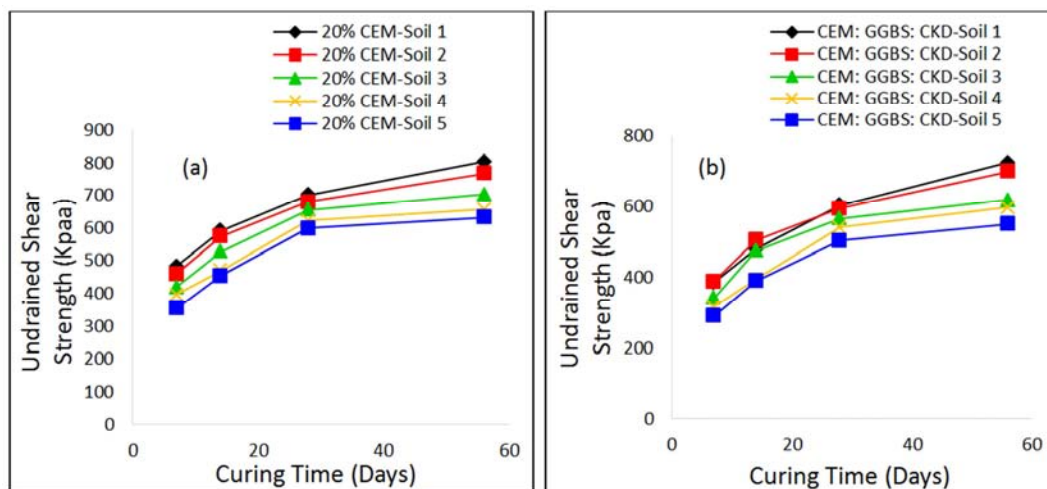 20% CEM-Soil 1
20% CEM-Soil 2
20% CEM-Soil 3
20% CEM-Soil 4
20% CEM-Soil 5
(a)
900
800
700
600
500
400
300
200
100
0
Undrained Shear
Strength (Kpaa)
0 20 40 60
Curing Time (Days)
CEM: GGBS: CKD-Soil 1
CEM: GGBS: CKD-Soil 2
CEM: GGBS: CKD-Soil 3
CEM: GGBS: CKD-Soil 4
CEM: GGBS: CKD-Soil 5
(b)
800
600
400
200
0
Undrained Shear
Strength (Kpa)
0 20 40 60
Curing Time (Days)